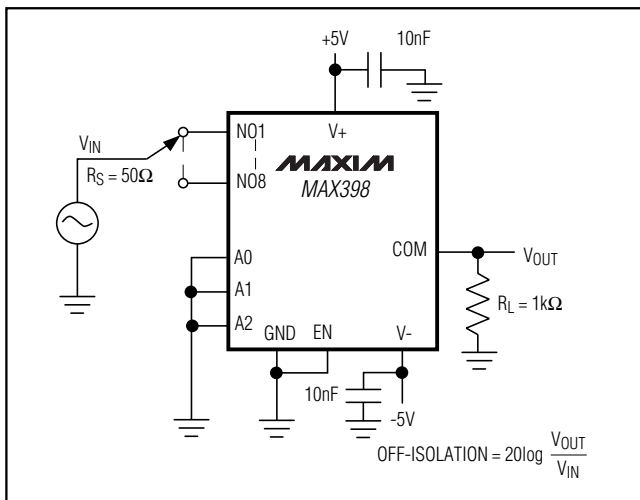 +5V
10nF
V+
NO1
V_IN
R_S = 50Ω
NO8
MAXIM
MAX398
A0
COM
V_OUT
A1
R_L = 1kΩ
A2
GND
EN
V-
10nF
-5V
OFF-ISOLATION = 20log V_OUT / V_IN